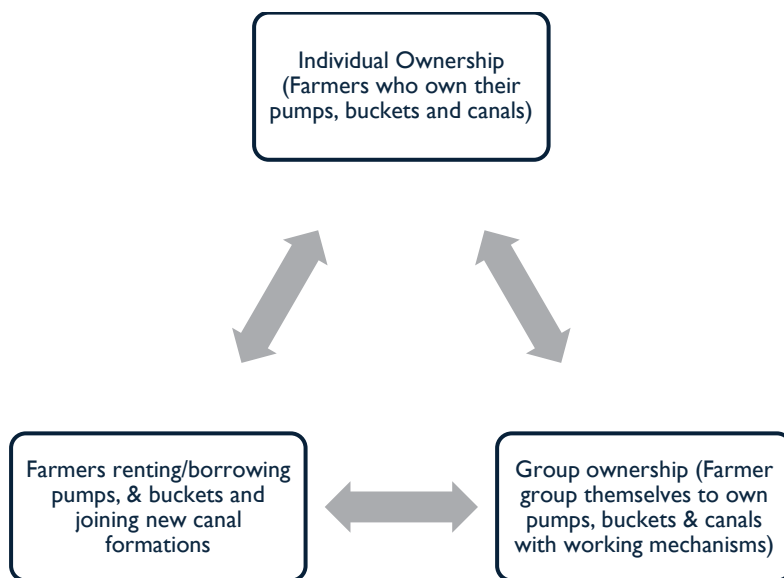 Individual Ownership
(Farmers who own their
pumps, buckets and canals)
Farmers renting/borrowing
pumps, & buckets and
joining new canal
formations
Group ownership (Farmer
group themselves to own
pumps, buckets & canals
with working mechanisms)